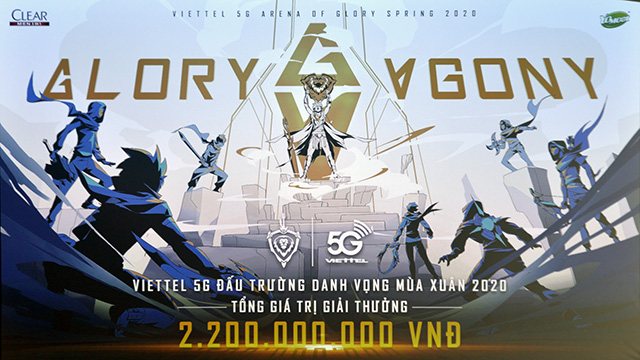 CLEAR
MEN
VIETTEL 5G ARENA OF GLORY SPRING 2020
GLORY AGONY
5G
VIETTEL
VIETTEL 5G ĐẤU TRƯỜNG DANH VỌNG MÙA XUÂN 2020
TỔNG GIÁ TRỊ GIẢI THƯỞNG
2.200.000.000 VNĐ